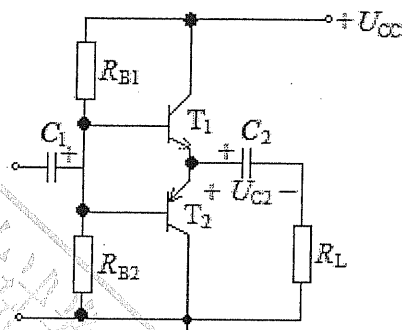 + U_CC
R_B1
C_1
+
T_1
+
C_2
+ U_C2 −
T_2
R_B2
R_L